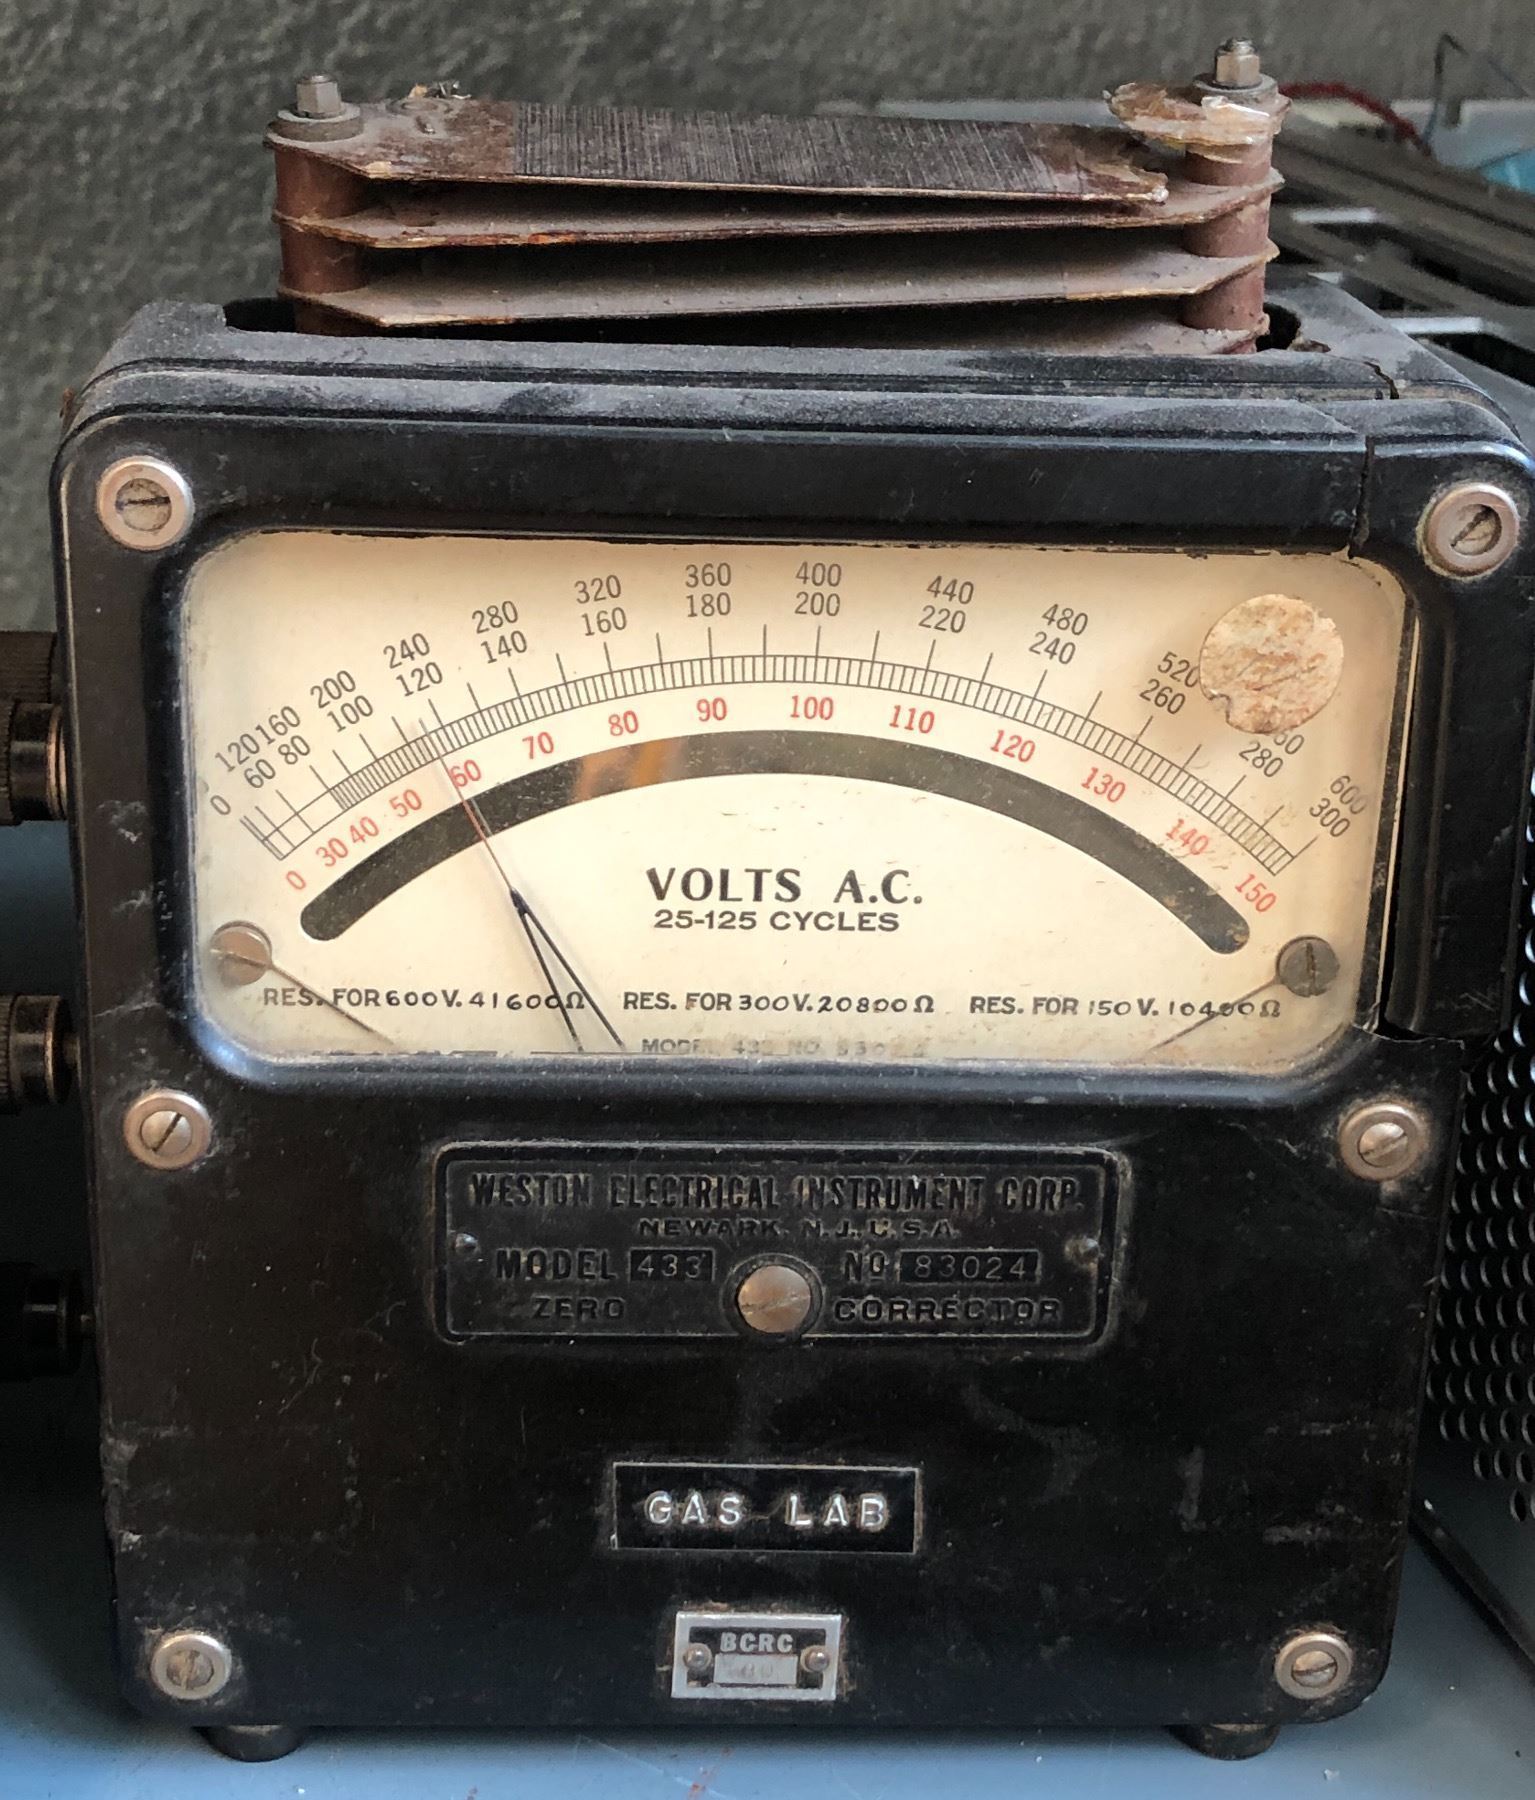 120 160 200 240 280 320 360 400 440 480 520 600
0 60 80 100 120 140 160 180 200 220 240 260 280 300
0 30 40 50 60 70 80 90 100 110 120 130 140 150
VOLTS A.C.
25-125 CYCLES
RES. FOR 600 V. 41600Ω RES. FOR 300 V. 20800Ω RES. FOR 150 V. 10400Ω
MODEL 433 NO.
WESTON ELECTRICAL INSTRUMENT CORP.
NEWARK, N.J., U.S.A.
MODEL 433 NO 83024
ZERO CORRECTOR
GAS LAB
BCRC